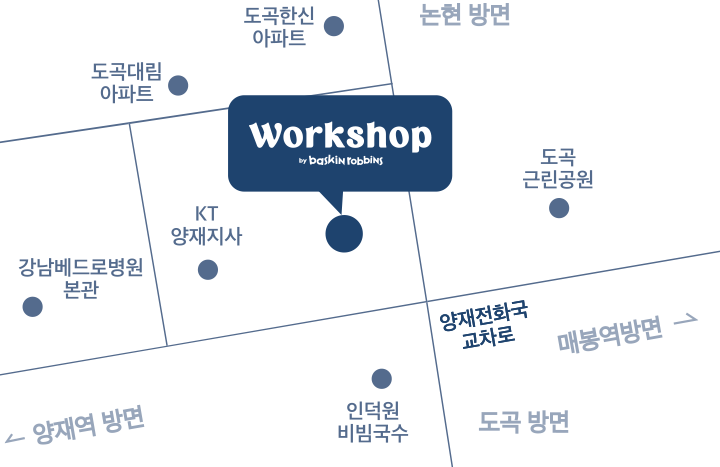 도곡한신
아파트
논현 방면
도곡대림
아파트
Workshop
by baskin robbins
도곡
근린공원
KT
양재지사
강남베드로병원
본관
양재전화국
교차로
매봉역방면
인덕원
비빔국수
도곡 방면
양재역 방면